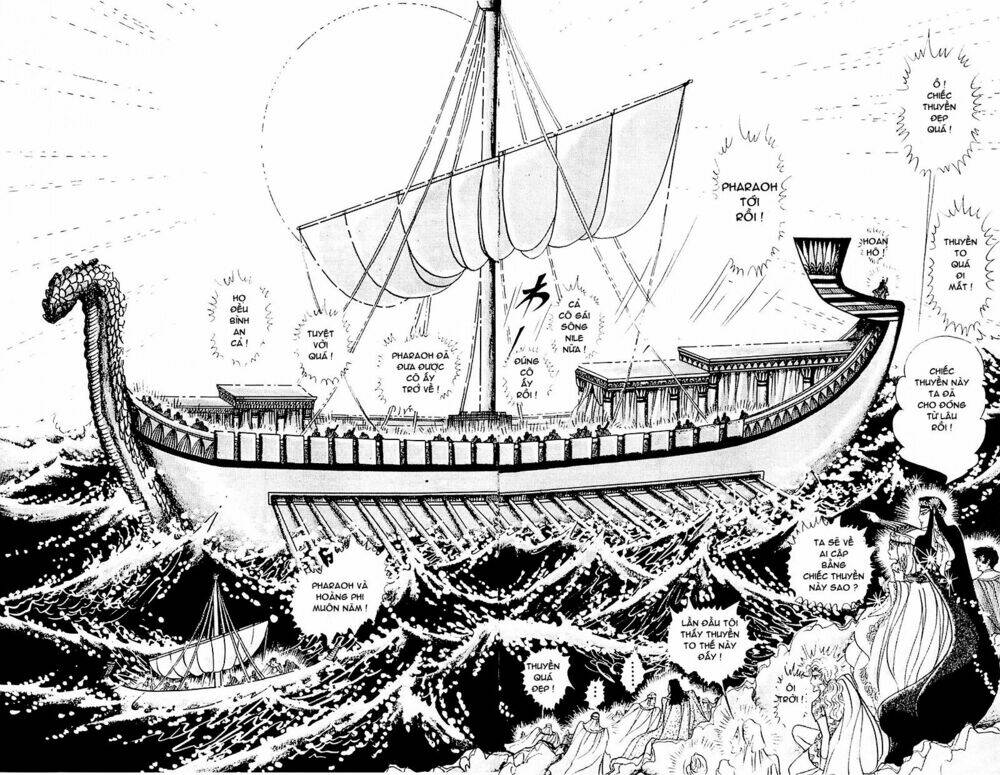 Ô !
CHIẾC
THUYỀN
ĐẸP
QUÁ !
PHARAOH
TỚI
RỒI !
HOAN
HÔ !
THUYỀN
TO
QUÁ
ĐI
MẤT !
HỌ
ĐỀU
BÌNH
AN
CẢ !
TUYỆT
VỜI
QUÁ !
PHARAOH ĐÃ
ĐƯA ĐƯỢC
CÔ ẤY
TRỞ VỀ !
CẢ
CÔ GÁI
SÔNG
NILE
NỮA !
ĐÚNG
CÔ
ẤY
RỒI !
CHIẾC
THUYỀN NÀY
TA ĐÃ
CHO ĐÓNG
TỪ LÂU
RỒI !
TA SẼ VỀ
AI CẬP
BẰNG
CHIẾC THUYỀN
NÀY SAO ?
PHARAOH VÀ
HOÀNG PHI
MUÔN NĂM !
LẦN ĐẦU TÔI
THẤY THUYỀN
TO THẾ NÀY
ĐẤY !
THUYỀN
QUÁ
ĐẸP !
ÔI
TRỜI !